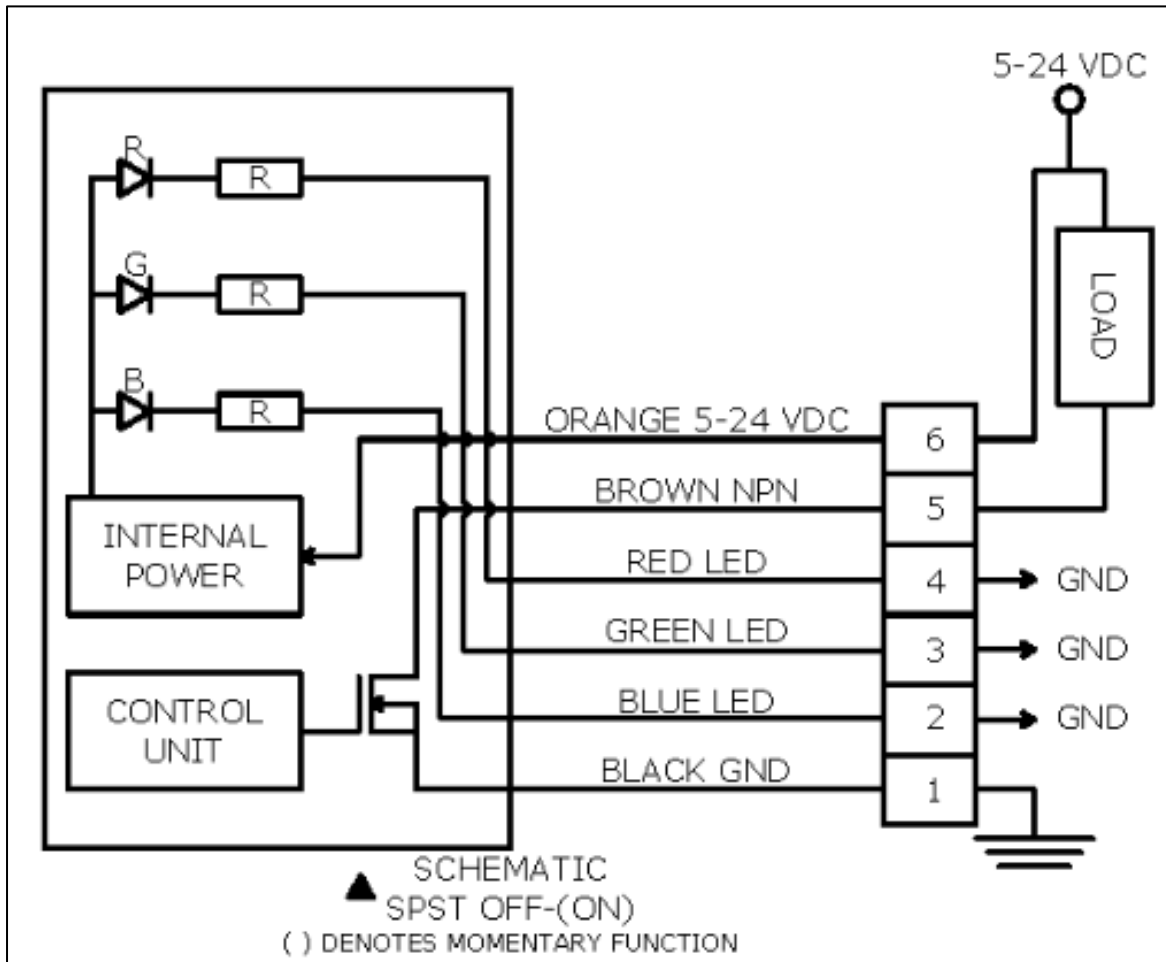 5-24 VDC
R
R
G
R
B
R
LOAD
ORANGE 5-24 VDC
6
BROWN NPN
5
INTERNAL
POWER
RED LED
4
GND
GREEN LED
3
GND
CONTROL
UNIT
BLUE LED
2
GND
BLACK GND
1
SCHEMATIC
SPST OFF-(ON)
( ) DENOTES MOMENTARY FUNCTION